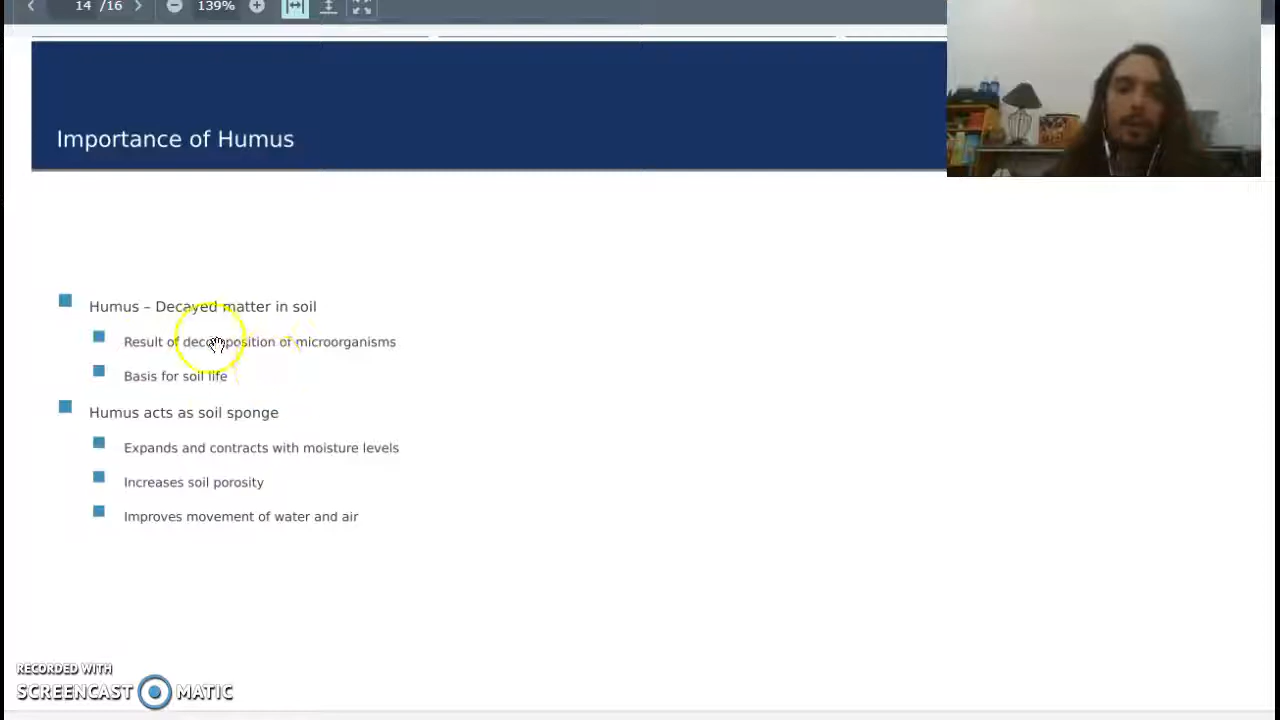 14 /16 139%
Importance of Humus
Humus – Decayed matter in soil
Result of decomposition of microorganisms
Basis for soil life
Humus acts as soil sponge
Expands and contracts with moisture levels
Increases soil porosity
Improves movement of water and air
RECORDED WITH
SCREENCAST MATIC